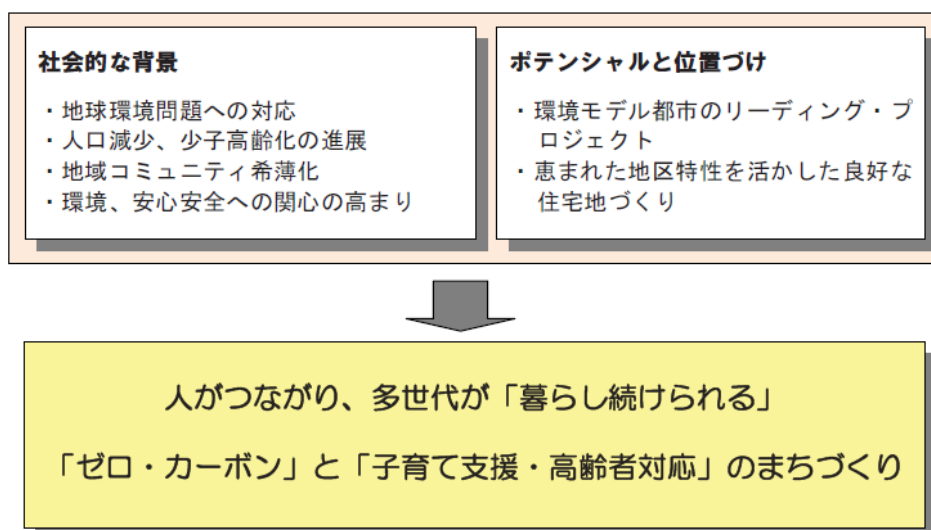 社会的な背景
・地球環境問題への対応
・人口減少、少子高齢化の進展
・地域コミュニティ希薄化
・環境、安心安全への関心の高まり
ポテンシャルと位置づけ
・環境モデル都市のリーディング・プ
ロジェクト
・恵まれた地区特性を活かした良好な
住宅地づくり
人がつながり、多世代が「暮らし続けられる」
「ゼロ・カーボン」と「子育て支援・高齢者対応」のまちづくり